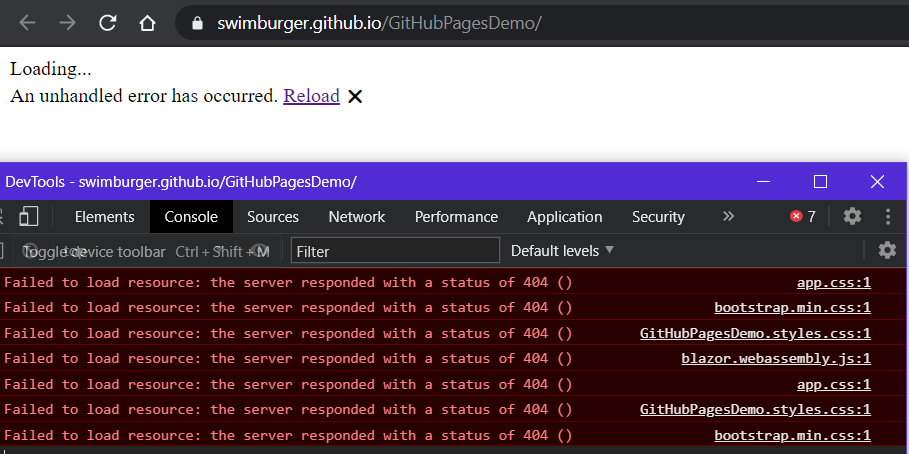 swimburger.github.io/GitHubPagesDemo/
Loading...
An unhandled error has occurred. Reload
DevTools - swimburger.github.io/GitHubPagesDemo/
Elements Console Sources Network Performance Application Security » 7
Toggle device toolbar Ctrl + Shift + M Filter Default levels
Failed to load resource: the server responded with a status of 404 () app.css:1
Failed to load resource: the server responded with a status of 404 () bootstrap.min.css:1
Failed to load resource: the server responded with a status of 404 () GitHubPagesDemo.styles.css:1
Failed to load resource: the server responded with a status of 404 () blazor.webassembly.js:1
Failed to load resource: the server responded with a status of 404 () app.css:1
Failed to load resource: the server responded with a status of 404 () GitHubPagesDemo.styles.css:1
Failed to load resource: the server responded with a status of 404 () bootstrap.min.css:1